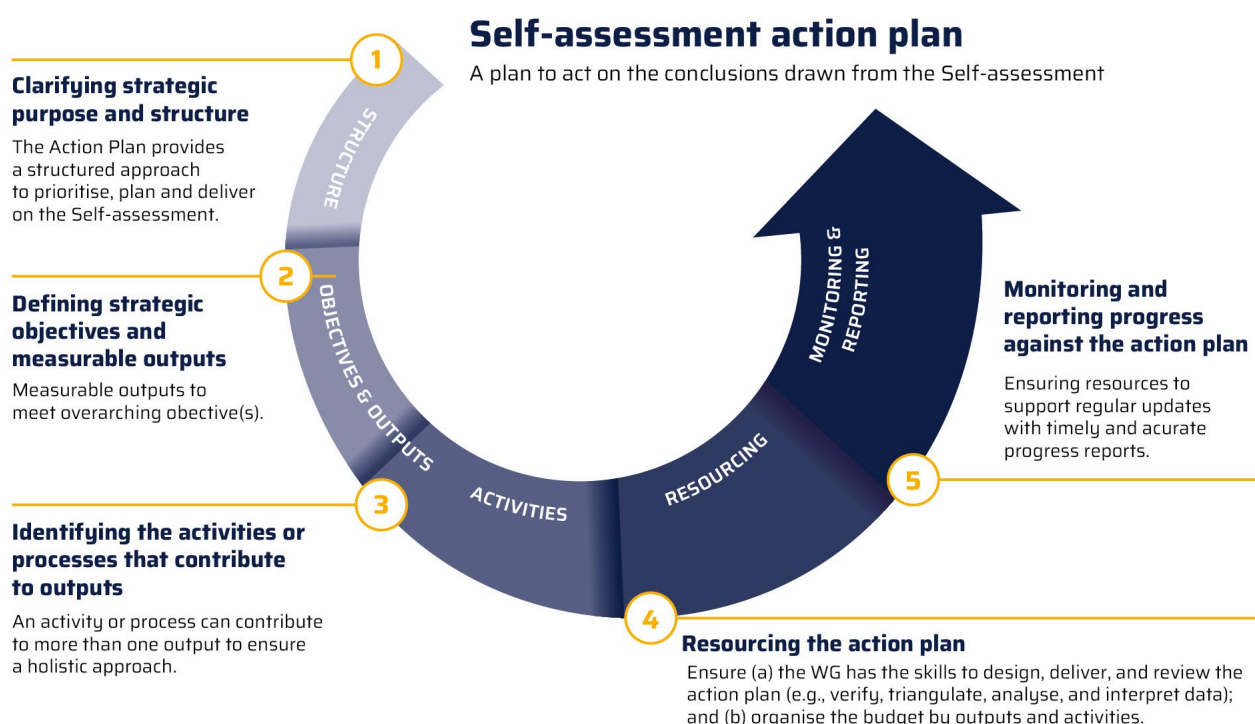 Self-assessment action plan
A plan to act on the conclusions drawn from the Self-assessment
1
Clarifying strategic
purpose and structure
The Action Plan provides
a structured approach
to prioritise, plan and deliver
on the Self-assessment.
STRUCTURE
2
Defining strategic
objectives and
measurable outputs
Measurable outputs to
meet overarching obective(s).
OBJECTIVES & OUTPUTS
3
Identifying the activities or
processes that contribute
to outputs
An activity or process can contribute
to more than one output to ensure
a holistic approach.
ACTIVITIES
4
Resourcing the action plan
Ensure (a) the WG has the skills to design, deliver, and review the
action plan (e.g., verify, triangulate, analyse, and interpret data);
and (b) organise the budget by outputs and activities.
RESOURCING
5
Monitoring and
reporting progress
against the action plan
Ensuring resources to
support regular updates
with timely and acurate
progress reports.
MONITORING &
REPORTING